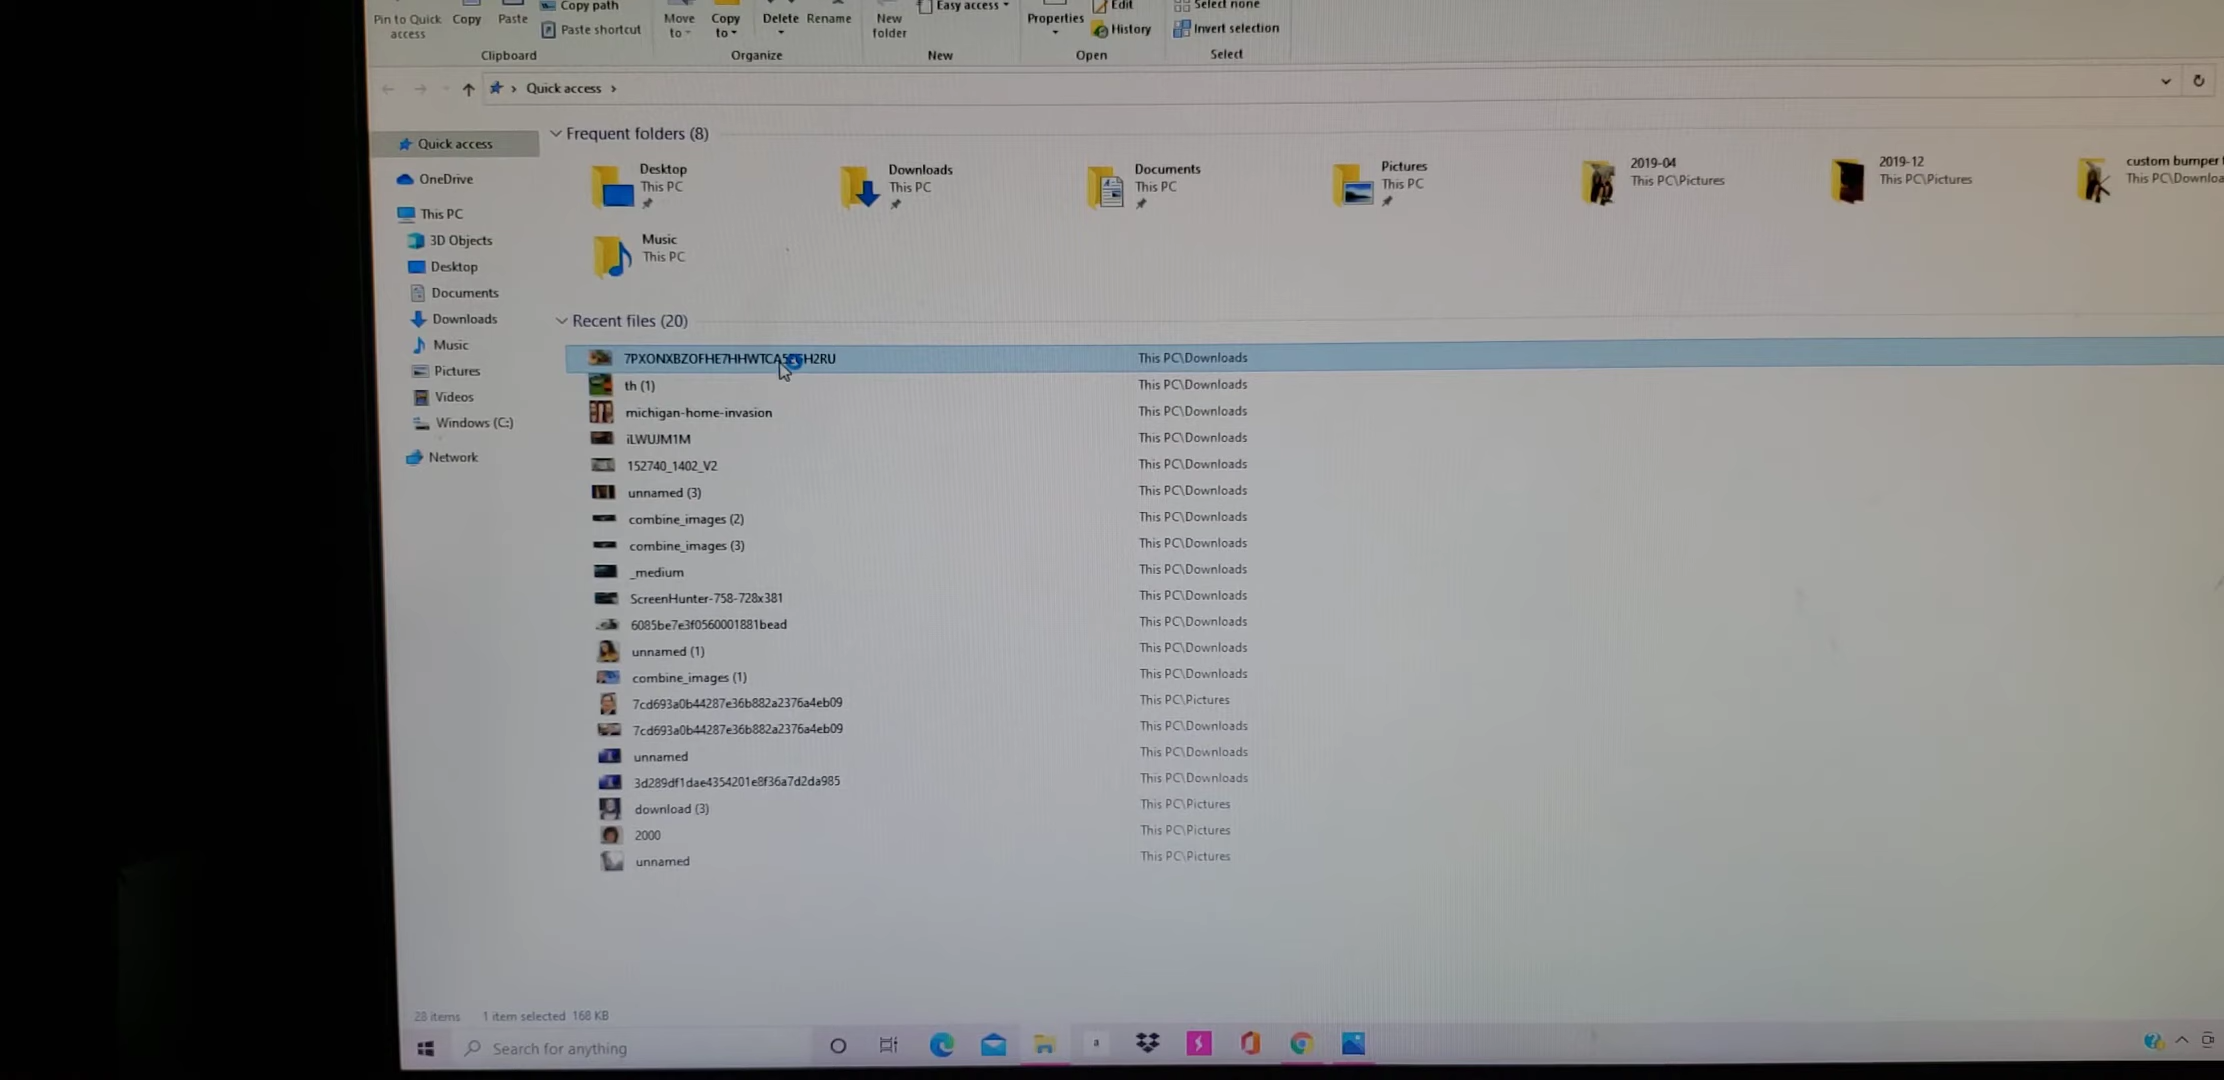 Copy path
Easy access
Edit
Select none
Pin to Quick access
Copy
Paste
Paste shortcut
Move to
Copy to
Delete
Rename
New folder
Properties
History
Invert selection
Clipboard
Organize
New
Open
Select
Quick access
Frequent folders (8)
Quick access
OneDrive
This PC
3D Objects
Desktop
Documents
Downloads
Music
Pictures
Videos
Windows (C:)
Network
Desktop
This PC
Downloads
This PC
Documents
This PC
Pictures
This PC
2019-04
This PC\Pictures
2019-12
This PC\Pictures
custom bumper
Music
This PC
Recent files (20)
This PC\Downloads
th (1) This PC\Downloads
michigan-home-invasion This PC\Downloads
iLWUJM1M This PC\Downloads
152740_1402_V2 This PC\Downloads
unnamed (3) This PC\Downloads
combine_images (2) This PC\Downloads
combine_images (3) This PC\Downloads
_medium This PC\Downloads
ScreenHunter-758-728x381 This PC\Downloads
6085be7e3f0560001881bead This PC\Downloads
unnamed (1) This PC\Downloads
combine_images (1) This PC\Downloads
7cd693a0b44287e36b882a2376a4eb09 This PC\Pictures
7cd693a0b44287e36b882a2376a4eb09 This PC\Downloads
unnamed This PC\Downloads
3d289df1dae4354201e8f36a7d2da985 This PC\Downloads
download (3) This PC\Pictures
2000 This PC\Pictures
unnamed This PC\Pictures
28 items 1 item selected 168 KB
Search for anything
a